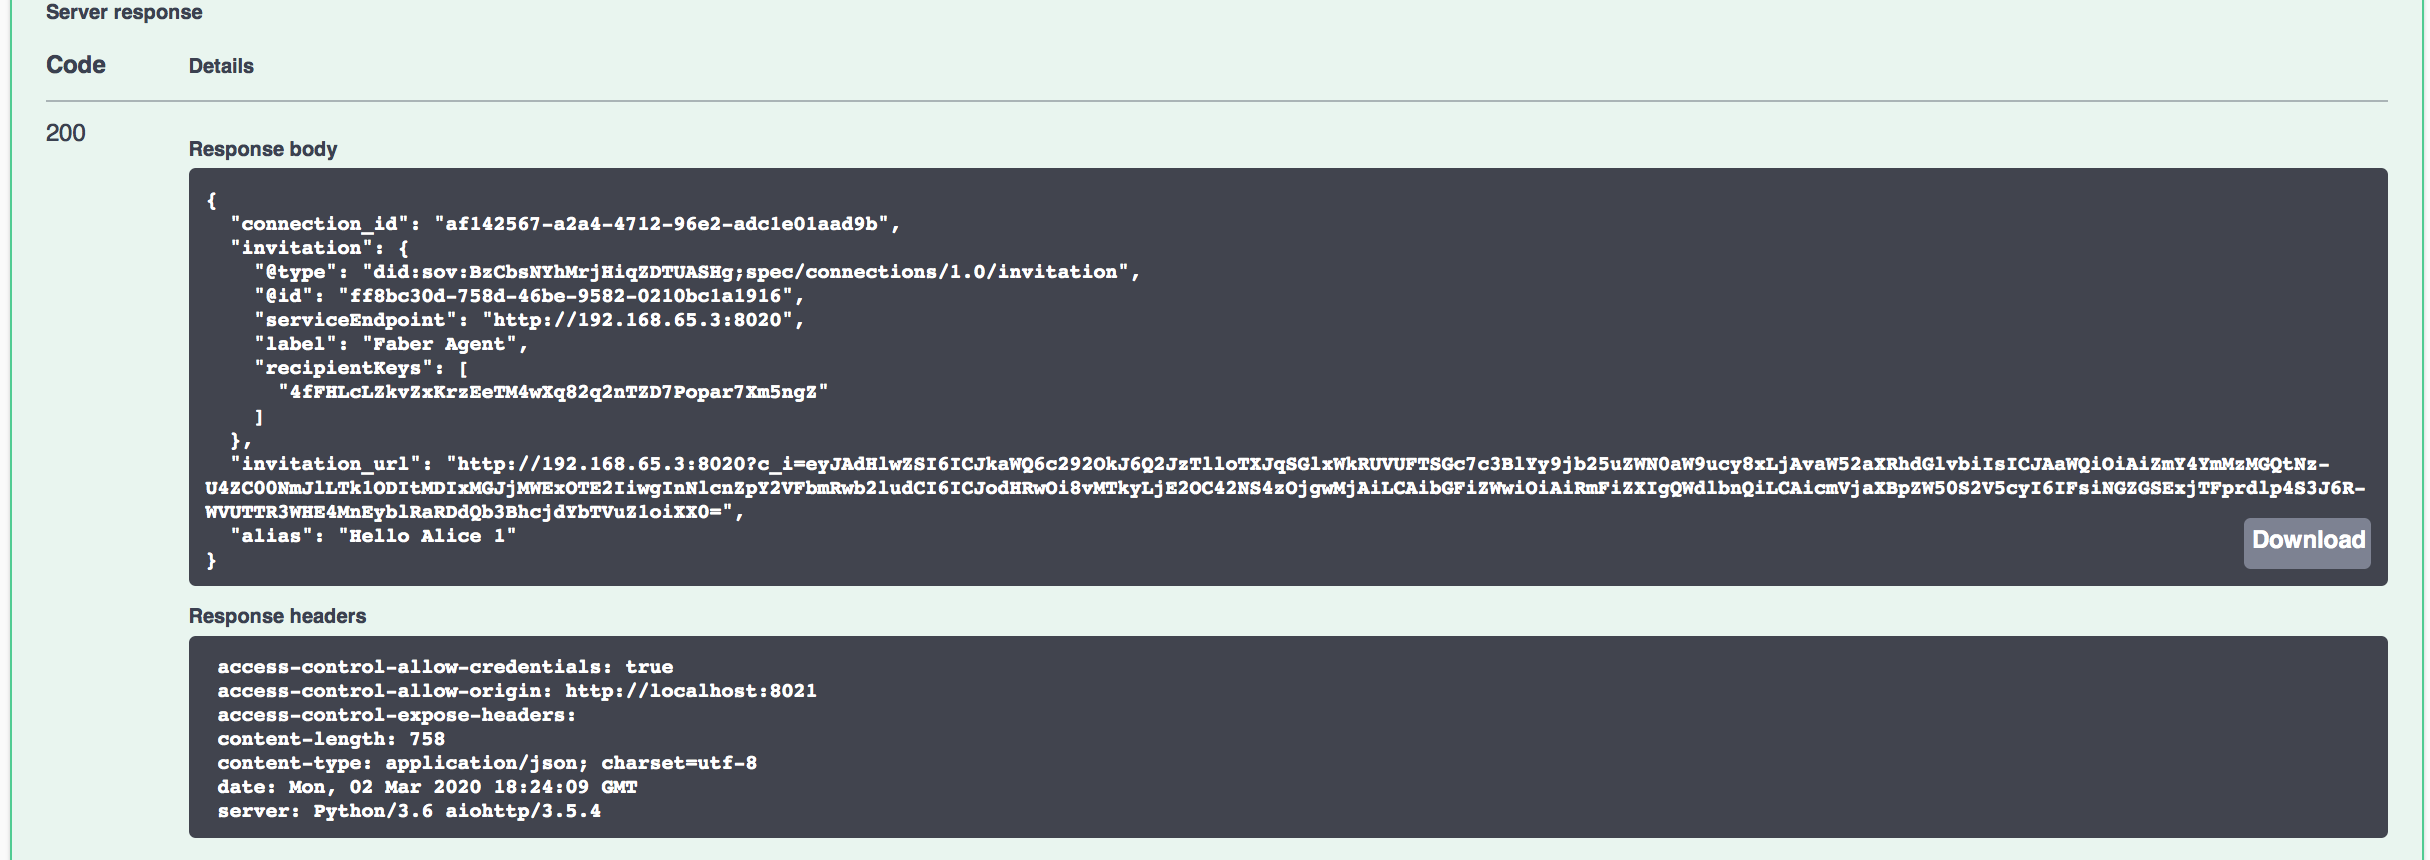 Server response
Code Details
200
Response body
{
  "connection_id": "af142567-a2a4-4712-96e2-adc1e01aad9b",
  "invitation": {
    "@type": "did:sov:BzCbsNYhMrjHiqZDTUASHg;spec/connections/1.0/invitation",
    "@id": "ff8bc30d-758d-46be-9582-0210bc1a1916",
    "serviceEndpoint": "http://192.168.65.3:8020",
    "label": "Faber Agent",
    "recipientKeys": [
      "4fFHLcLZkvZxKrzEeTM4wXq82q2nTZD7Popar7Xm5ngZ"
    ]
  },
  "invitation_url": "http://192.168.65.3:8020?c_i=eyJAdHlwZSI6ICJkaWQ6c292OkJ6Q2JzTlloTXJqSGlxWkRUVUFTSGc7c3BlYy9jb25uZWN0aW9ucy8xLjAvaW52aXRhdGlvbiIsICJAaWQiOiAiZmY4YmMzMGQtNz-
U4ZC00NmJlLTk1ODItMDIxMGJjMWExOTE2IiwgInNlcnZpY2VFbmRwb2ludCI6ICJodHRwOi8vMTkyLjE2OC42NS4zOjgwMjAiLCAibGFiZWwiOiAiRmFiZXIgQWdlbnQiLCAicmVjaXBpZW50S2V5cyI6IFsiNGZGSExjTFprdlp4S3J6R-
WVUTTR3WHE4MnEyblRaRDdQb3BhcjdYbTVuZ1oiXX0=",
  "alias": "Hello Alice 1"
}
Download
Response headers
access-control-allow-credentials: true
access-control-allow-origin: http://localhost:8021
access-control-expose-headers:
content-length: 758
content-type: application/json; charset=utf-8
date: Mon, 02 Mar 2020 18:24:09 GMT
server: Python/3.6 aiohttp/3.5.4